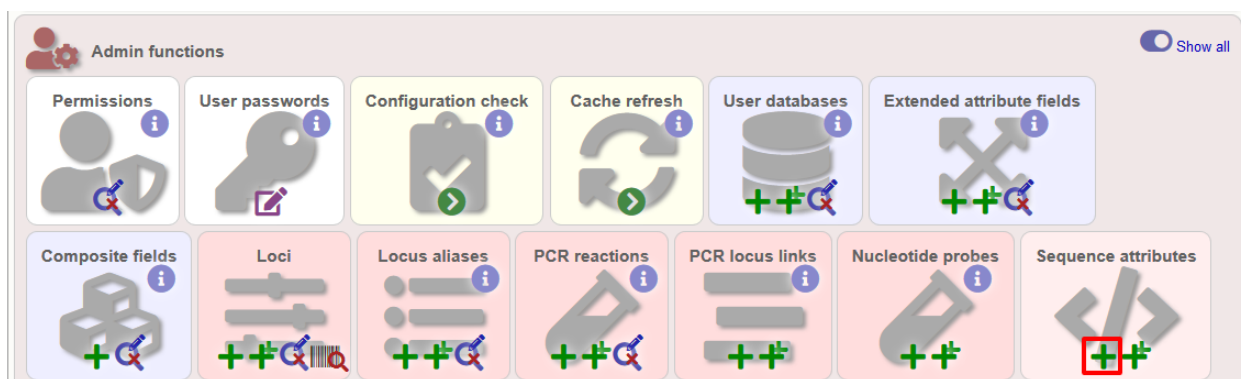 Admin functions
Show all
Permissions
User passwords
Configuration check
Cache refresh
User databases
Extended attribute fields
Composite fields
Loci
Locus aliases
PCR reactions
PCR locus links
Nucleotide probes
Sequence attributes